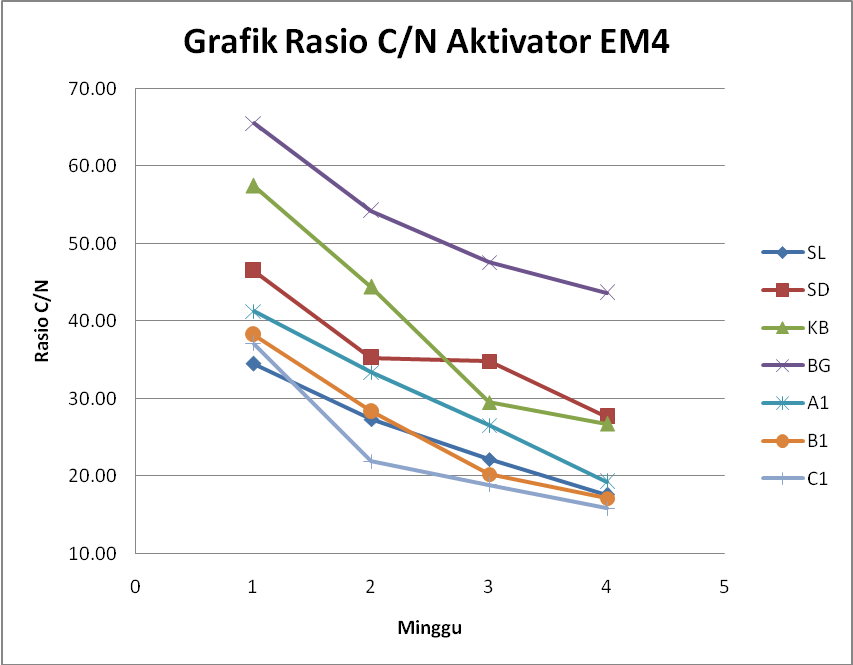 Grafik Rasio C/N Aktivator EM4
70.00
60.00
50.00
40.00
30.00
20.00
10.00
Rasio C/N
0 1 2 3 4 5
Minggu
SL
SD
KB
BG
A1
B1
C1